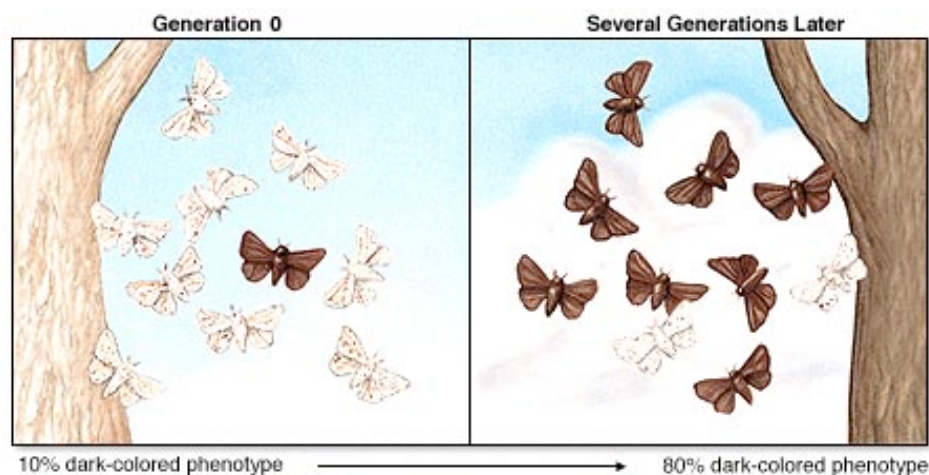 Generation 0
Several Generations Later
10% dark-colored phenotype
80% dark-colored phenotype